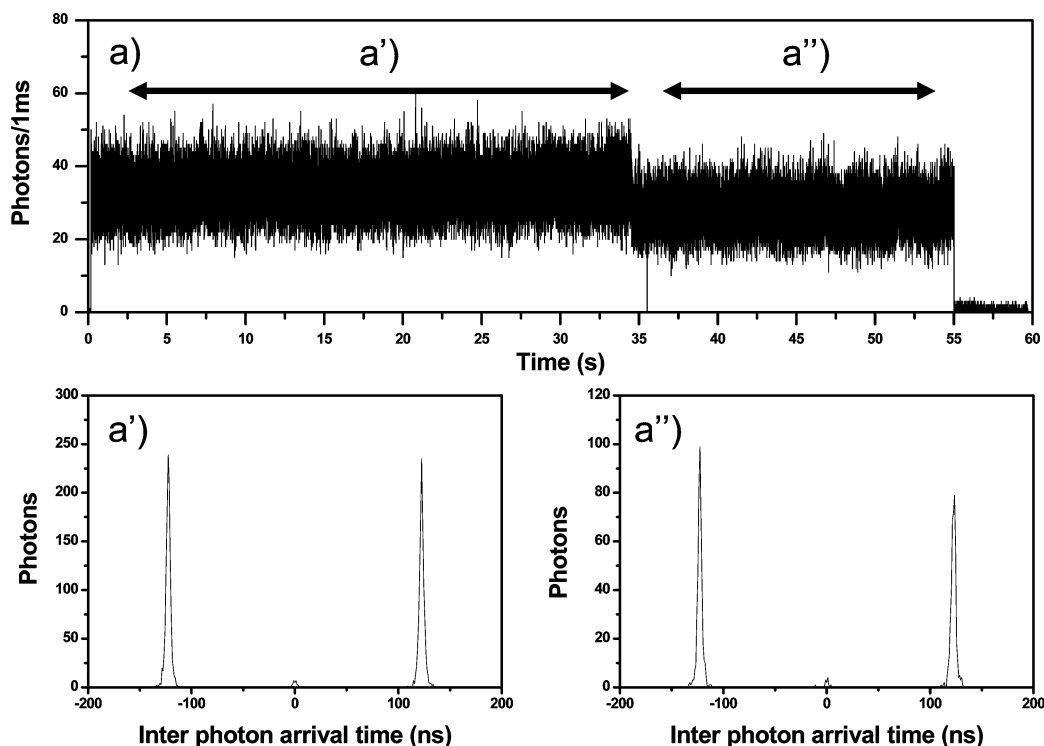 80
60
40
20
0
Photons/1ms
a)
a')
a'')
0 5 10 15 20 25 30 35 40 45 50 55 60
Time (s)
300
250
200
150
100
50
0
Photons
a')
-200 -100 0 100 200
Inter photon arrival time (ns)
120
100
80
60
40
20
0
Photons
a'')
-200 -100 0 100 200
Inter photon arrival time (ns)